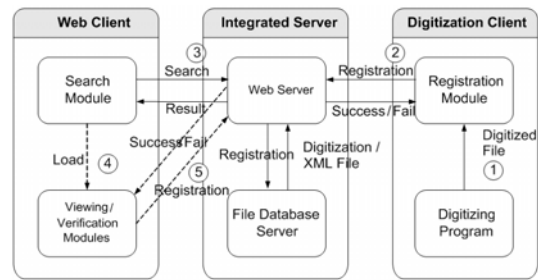 Web Client
Integrated Server
Digitization Client
3
2
Search
Module
Search
Result
Web Server
Registration
Success/Fail
Registration
Module
Load
4
Success/Fail
5
Registration
Registration
Digitization /
XML File
Digitized
File
1
Viewing/
Verification
Modules
File Database
Server
Digitizing
Program